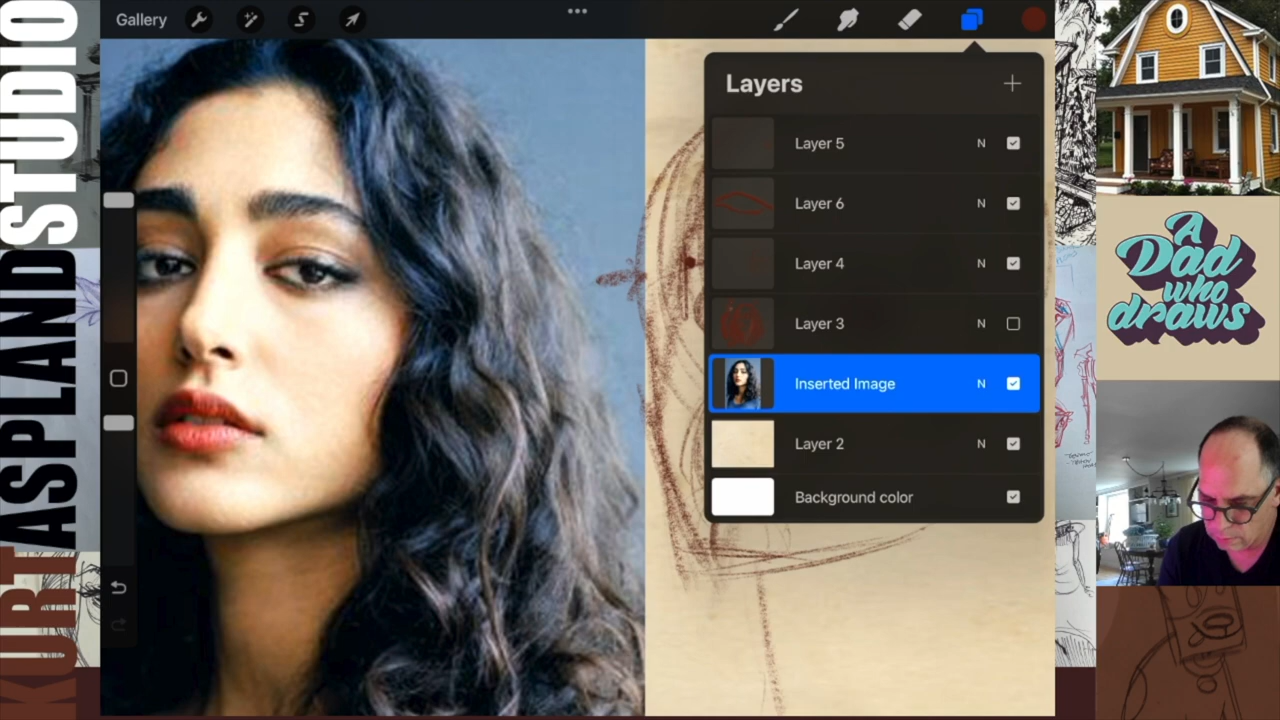 KURT ASPLAND STUDIO
Gallery
Layers
Layer 5 N
Layer 6 N
Layer 4 N
Layer 3 N
Inserted Image N
Layer 2 N
Background color
A
Dad
who
draws